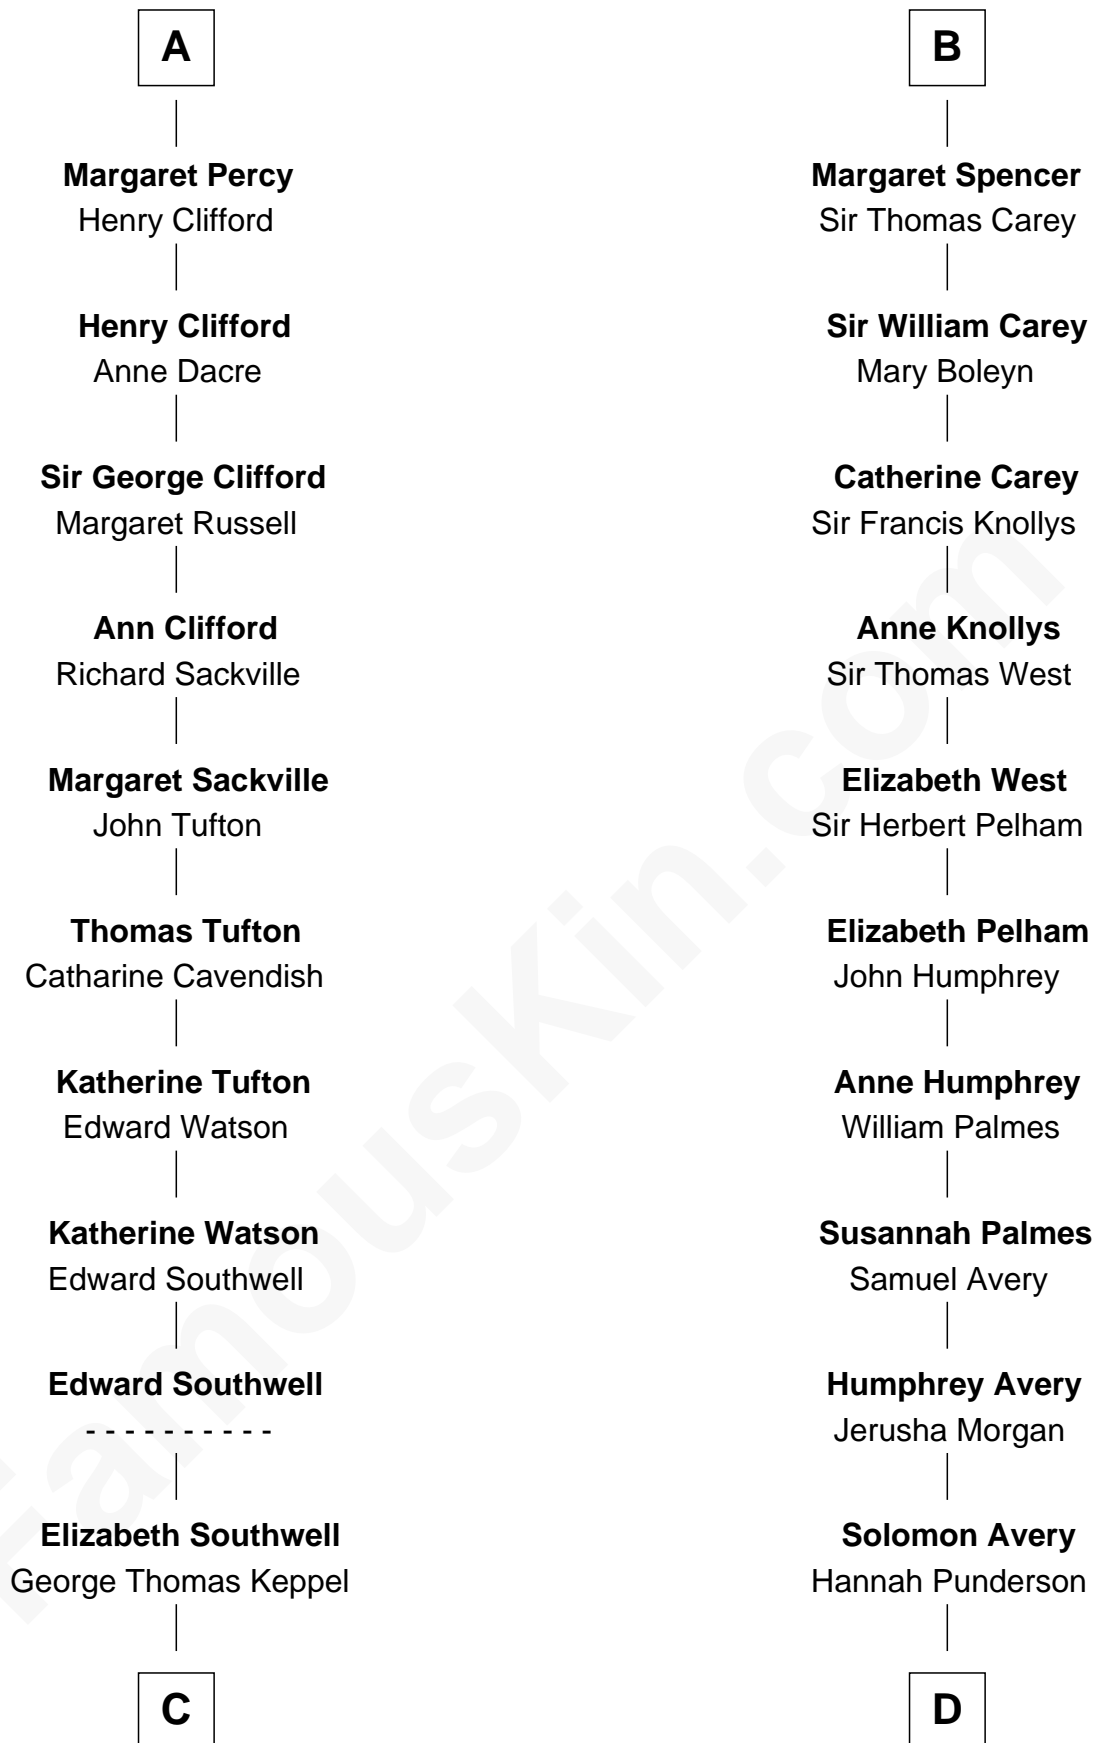 A
Margaret Percy
Henry Clifford
Henry Clifford
Anne Dacre
Sir George Clifford
Margaret Russell
Ann Clifford
Richard Sackville
Margaret Sackville
John Tufton
Thomas Tufton
Catharine Cavendish
Katherine Tufton
Edward Watson
Katherine Watson
Edward Southwell
Edward Southwell
- - - - - - - - - -
Elizabeth Southwell
George Thomas Keppel
C
B
Margaret Spencer
Sir Thomas Carey
Sir William Carey
Mary Boleyn
Catherine Carey
Sir Francis Knollys
Anne Knollys
Sir Thomas West
Elizabeth West
Sir Herbert Pelham
Elizabeth Pelham
John Humphrey
Anne Humphrey
William Palmes
Susannah Palmes
Samuel Avery
Humphrey Avery
Jerusha Morgan
Solomon Avery
Hannah Punderson
D
FamousKin.com